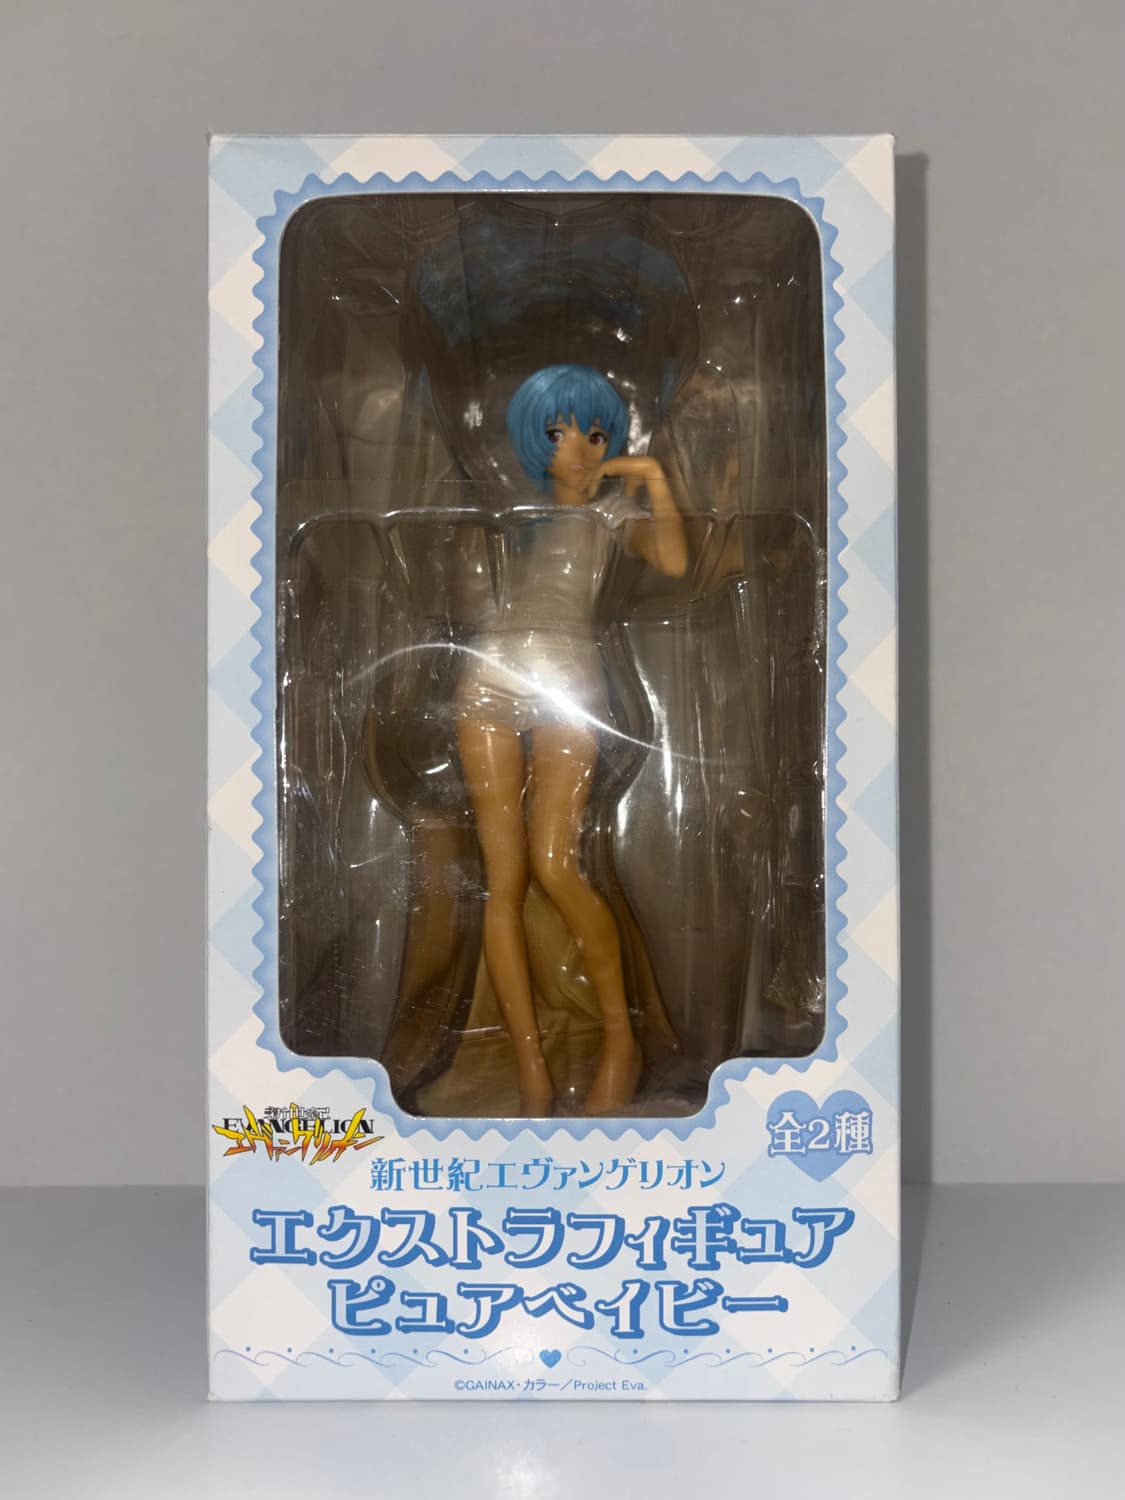 新世紀
EVANGELION
エヴァンゲリオン
全2種
新世紀エヴァンゲリオン
エクストラフィギュア
ピュアベイビー
©GAINAX・カラー／Project Eva.